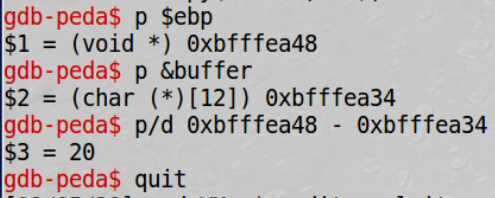 gdb-peda$ p $ebp
$1 = (void *) 0xbfffea48
gdb-peda$ p &buffer
$2 = (char (*)[12]) 0xbfffea34
gdb-peda$ p/d 0xbfffea48 - 0xbfffea34
$3 = 20
gdb-peda$ quit